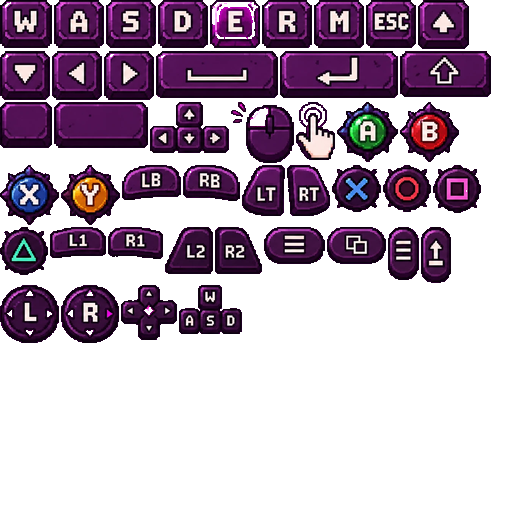 W A S D E R M ESC
A B
X Y LB RB LT RT
L1 R1 L2 R2
L R W
A S D